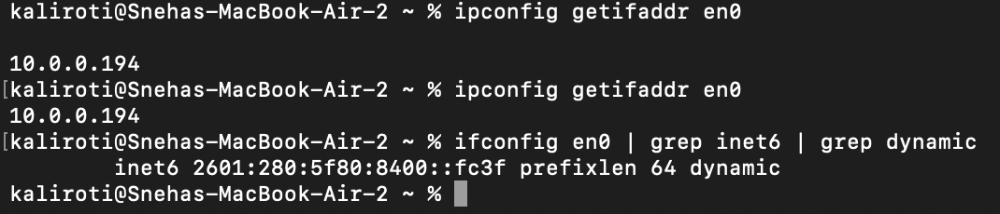 kaliroti@Snehas-MacBook-Air-2 ~ % ipconfig getifaddr en0
10.0.0.194
[kaliroti@Snehas-MacBook-Air-2 ~ % ipconfig getifaddr en0
10.0.0.194
[kaliroti@Snehas-MacBook-Air-2 ~ % ifconfig en0 | grep inet6 | grep dynamic
inet6 2601:280:5f80:8400::fc3f prefixlen 64 dynamic
kaliroti@Snehas-MacBook-Air-2 ~ %